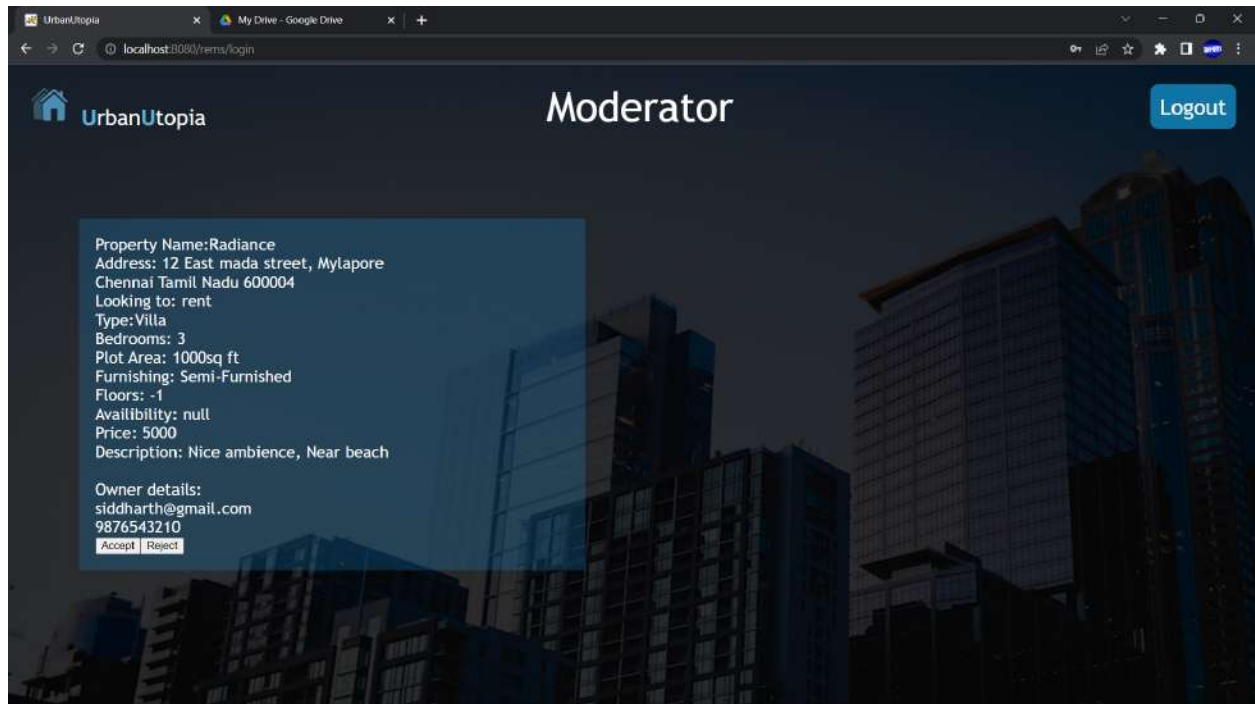 UrbanUtopia
My Drive - Google Drive
localhost:8080/rems/login
UrbanUtopia
Moderator
Logout
Property Name:Radiance
Address: 12 East mada street, Mylapore
Chennai Tamil Nadu 600004
Looking to: rent
Type:Villa
Bedrooms: 3
Plot Area: 1000sq ft
Furnishing: Semi-Furnished
Floors: -1
Availibility: null
Price: 5000
Description: Nice ambience, Near beach
Owner details:
siddharth@gmail.com
9876543210
Accept Reject